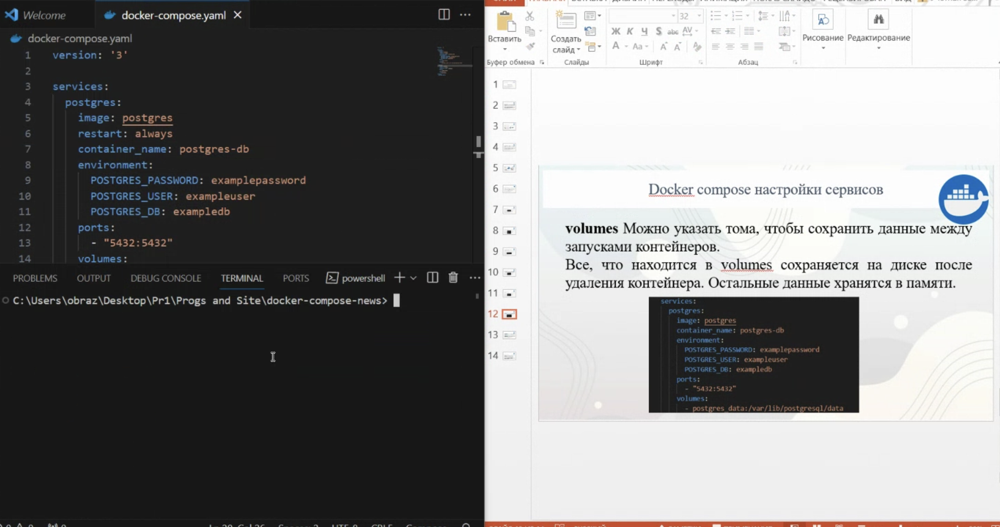 Welcome
docker-compose.yaml
docker-compose.yaml
1 version: '3'
2
3 services:
4 postgres:
5 image: postgres
6 restart: always
7 container_name: postgres-db
8 environment:
9 POSTGRES_PASSWORD: examplepassword
10 POSTGRES_USER: exampleuser
11 POSTGRES_DB: exampledb
12 ports:
13 - "5432:5432"
14 volumes:
PROBLEMS OUTPUT DEBUG CONSOLE TERMINAL PORTS powershell
C:\Users\obraz\Desktop\Pr1\Progs and Site\docker-compose-news>
Вставить
Создать слайд
32
Ж К Ч S abc AV
A Aa A A
Рисование
Редактирование
Буфер обмена
Слайды
Шрифт
Абзац
1
2
3
4
5
6
7
8
9
10
11
12
13
14
Docker compose настройки сервисов
volumes Можно указать тома, чтобы сохранить данные между
запусками контейнеров.
Все, что находится в volumes сохраняется на диске после
удаления контейнера. Остальные данные хранятся в памяти.
services:
postgres:
image: postgres
container_name: postgres-db
environment:
POSTGRES_PASSWORD: examplepassword
POSTGRES_USER: exampleuser
POSTGRES_DB: exampledb
ports:
- "5432:5432"
volumes:
- postgres_data:/var/lib/postgresql/data